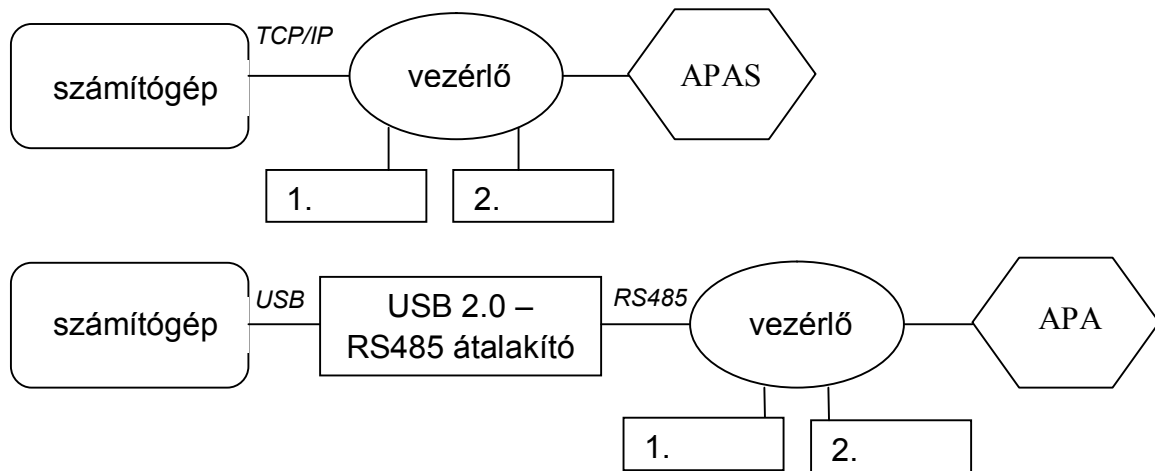 TCP/IP
számítógép
vezérlő
APAS
1.
2.
USB
RS485
számítógép
USB 2.0 –
RS485 átalakító
vezérlő
APA
1.
2.